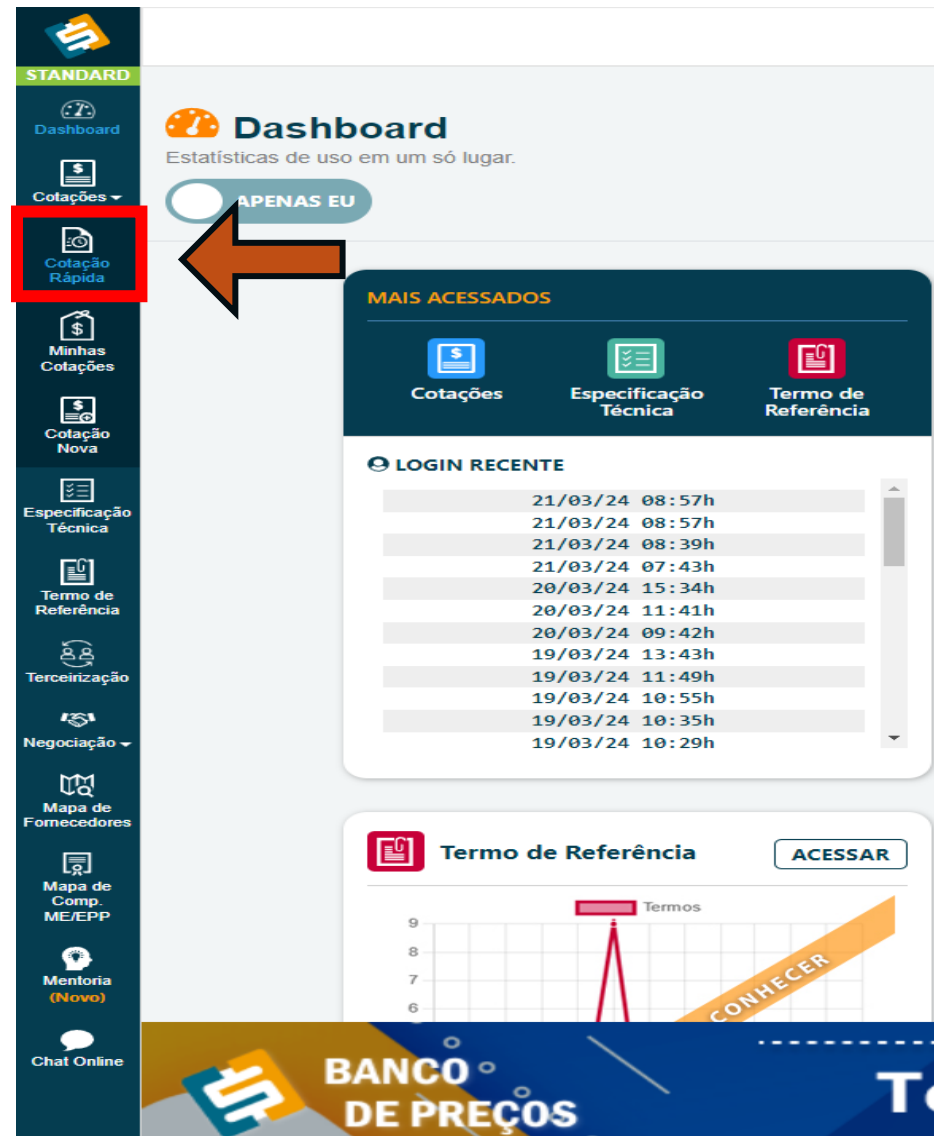 STANDARD
Dashboard
Cotações
Cotação
Rápida
Minhas
Cotações
Cotação
Nova
Especificação
Técnica
Termo de
Referência
Terceirização
Negociação
Mapa de
Fornecedores
Mapa de
Comp.
ME/EPP
Mentoria
(Novo)
Chat Online
Dashboard
Estatísticas de uso em um só lugar.
APENAS EU
MAIS ACESSADOS
Cotações
Especificação
Técnica
Termo de
Referência
LOGIN RECENTE
21/03/24 08:57h
21/03/24 08:57h
21/03/24 08:39h
21/03/24 07:43h
20/03/24 15:34h
20/03/24 11:41h
20/03/24 09:42h
19/03/24 13:43h
19/03/24 11:49h
19/03/24 10:55h
19/03/24 10:35h
19/03/24 10:29h
Termo de Referência
ACESSAR
Termos
9
8
7
6
CONHECER
BANCO
DE PREÇOS